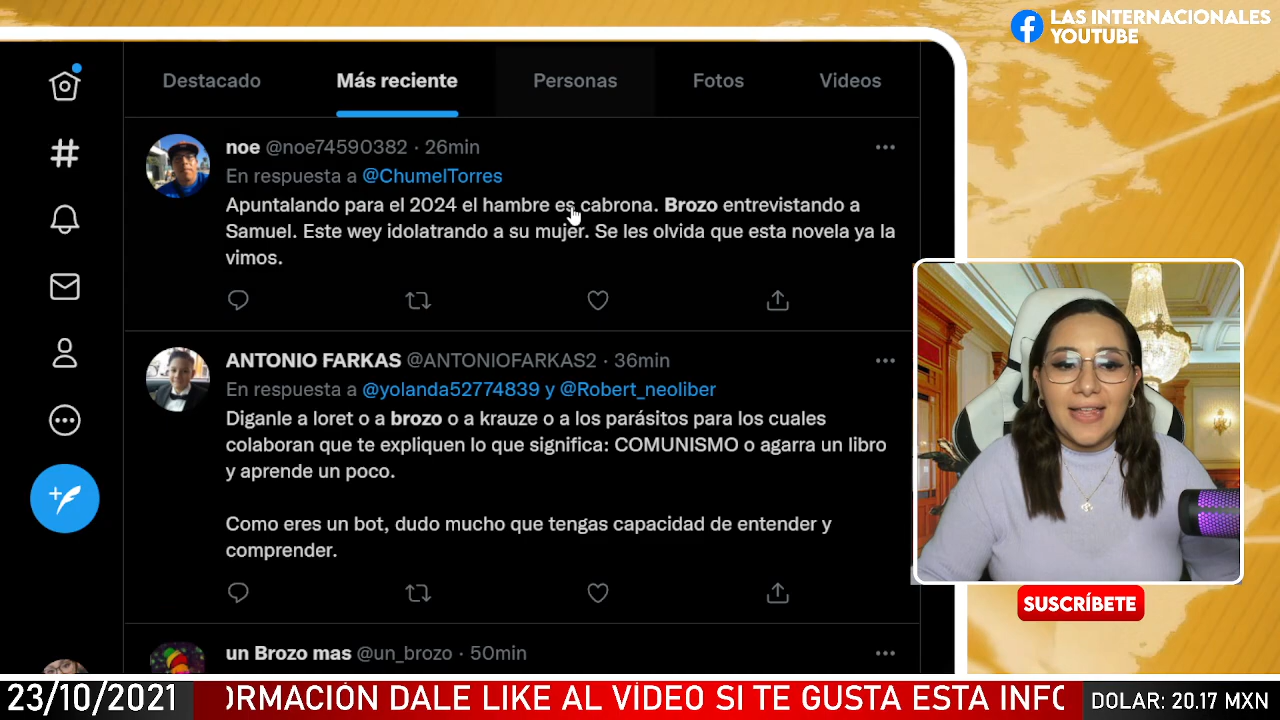 LAS INTERNACIONALES
YOUTUBE
Destacado
Más reciente
Personas
Fotos
Videos
noe @noe74590382 · 26min
En respuesta a @ChumelTorres
Apuntalando para el 2024 el hambre es cabrona. Brozo entrevistando a
Samuel. Este wey idolatrando a su mujer. Se les olvida que esta novela ya la
vimos.
ANTONIO FARKAS @ANTONIOFARKAS2 · 36min
En respuesta a @yolanda52774839 y @Robert_neoliber
Diganle a loret o a brozo o a krauze o a los parásitos para los cuales
colaboran que te expliquen lo que significa: COMUNISMO o agarra un libro
y aprende un poco.
Como eres un bot, dudo mucho que tengas capacidad de entender y
comprender.
un Brozo mas @un_brozo · 50min
SUSCRÍBETE
23/10/2021
ORMACIÓN DALE LIKE AL VÍDEO SI TE GUSTA ESTA INFO
DOLAR: 20.17 MXN